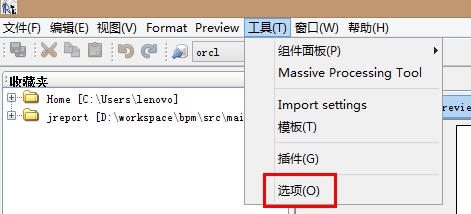 文件(F) 编辑(E) 视图(V) Format Preview 工具(T) 窗口(W) 帮助(H)
orcl
组件面板(P)
收藏夹
Massive Processing Tool
Home [C:\Users\lenovo]
Import settings
jreport [D:\workspace\bpm\src\mai
模板(T)
插件(G)
选项(O)